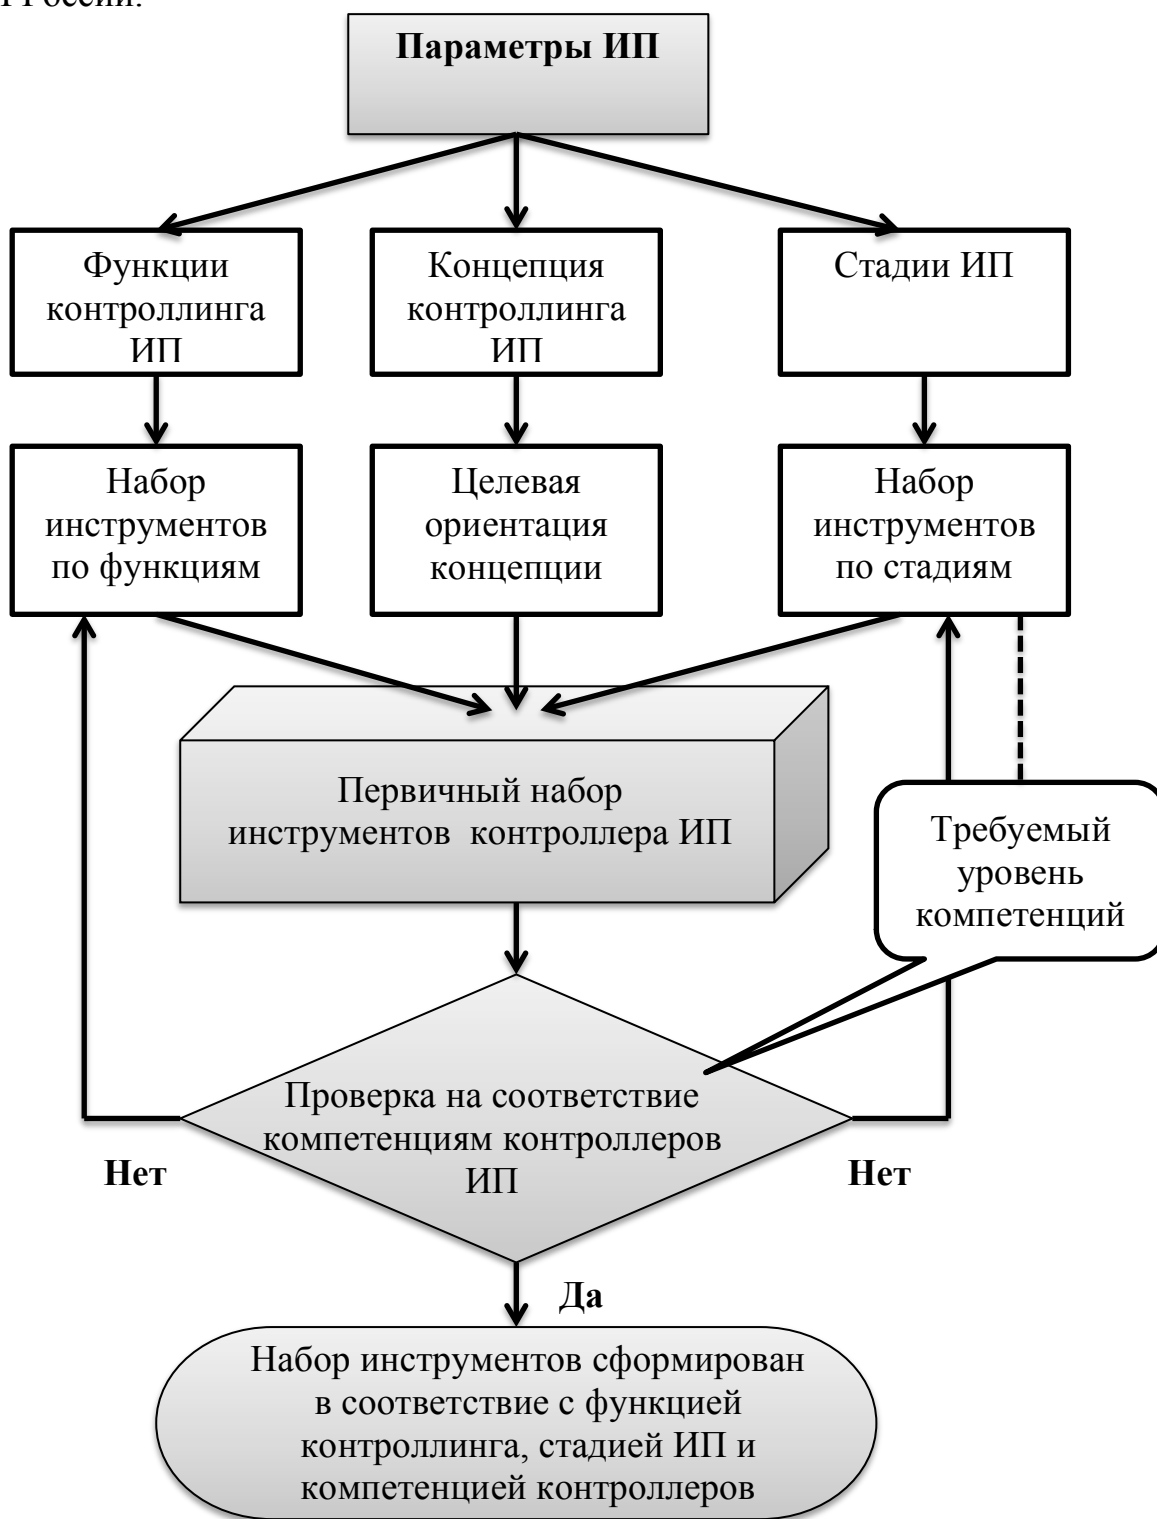 России.
Параметры ИП
Функции
контроллинга
ИП
Концепция
контроллинга
ИП
Стадии ИП
Набор
инструментов
по функциям
Целевая
ориентация
концепции
Набор
инструментов
по стадиям
Первичный набор
инструментов контроллера ИП
Требуемый
уровень
компетенций
Проверка на соответствие
компетенциям контроллеров
ИП
Нет
Нет
Да
Набор инструментов сформирован
в соответствие с функцией
контроллинга, стадией ИП и
компетенцией контроллеров